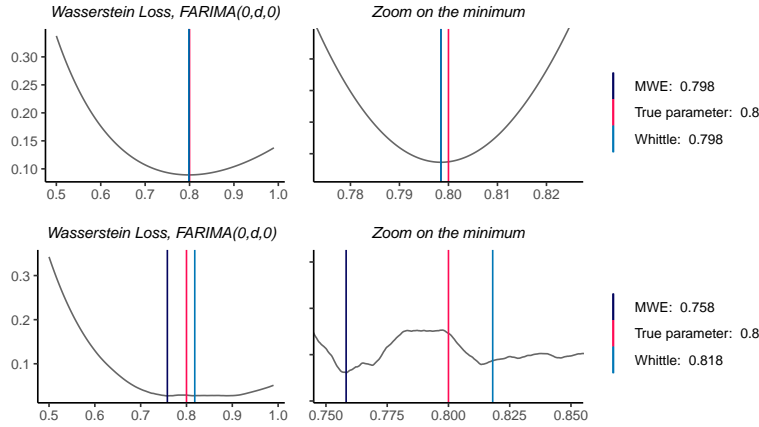 Wasserstein Loss, FARIMA(0,d,0)
Zoom on the minimum
0.30
0.25
0.20
0.15
0.10
0.5 0.6 0.7 0.8 0.9 1.0
0.78 0.79 0.80 0.81 0.82
MWE: 0.798
True parameter: 0.8
Whittle: 0.798
Wasserstein Loss, FARIMA(0,d,0)
Zoom on the minimum
0.3
0.2
0.1
0.5 0.6 0.7 0.8 0.9 1.0
0.750 0.775 0.800 0.825 0.850
MWE: 0.758
True parameter: 0.8
Whittle: 0.818